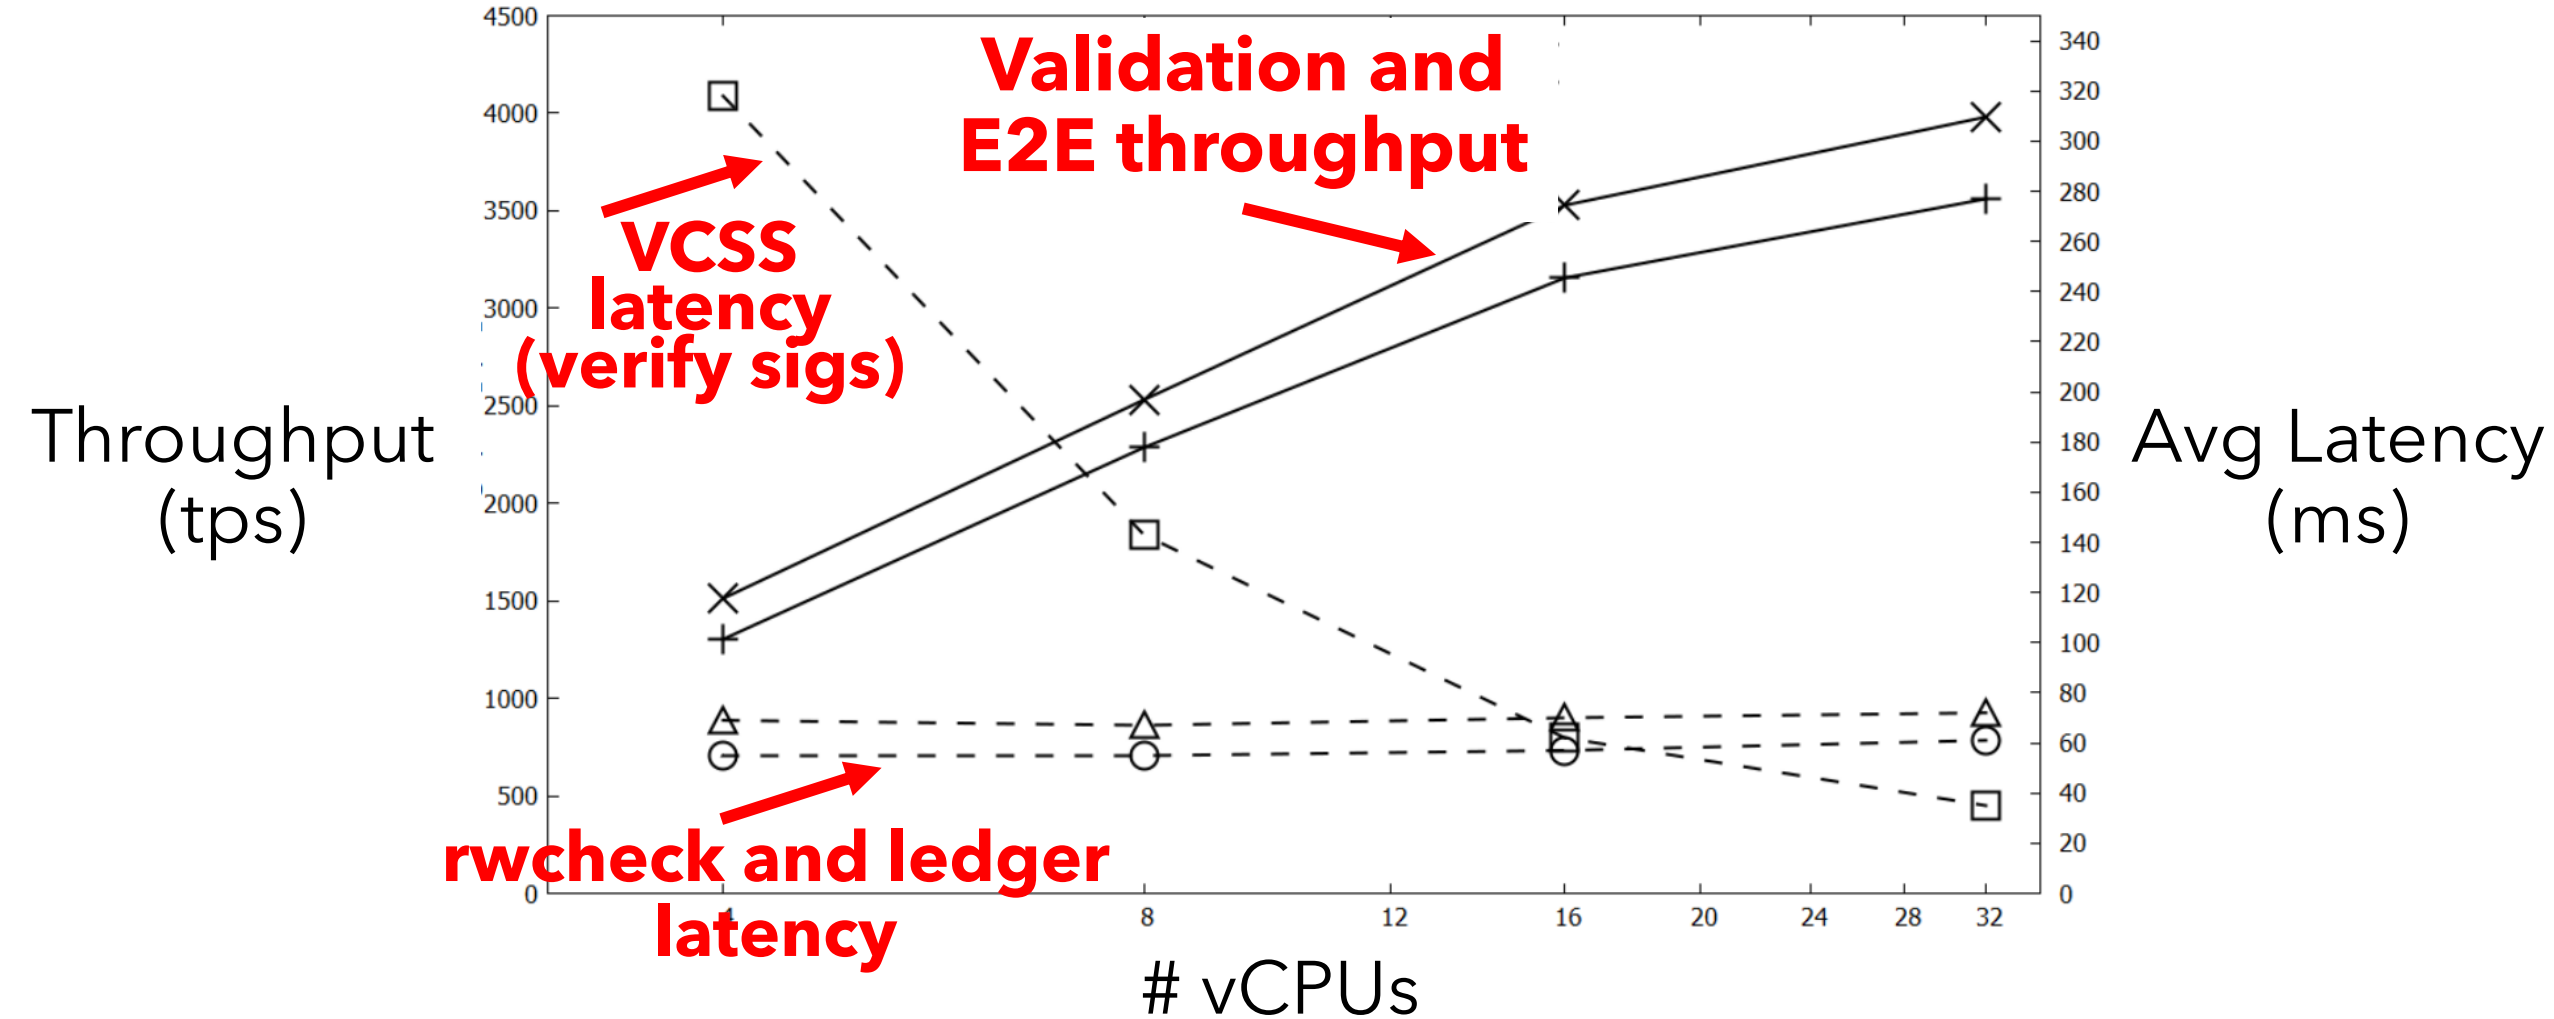 Throughput
(tps)
4500
4000
3500
3000
2500
2000
1500
1000
500
0
Validation and
E2E throughput
VCSS
latency
(verify sigs)
rwcheck and ledger
latency
340
320
300
280
260
240
220
200
180
160
140
120
100
80
60
40
20
0
Avg Latency
(ms)
4 8 12 16 20 24 28 32
# vCPUs